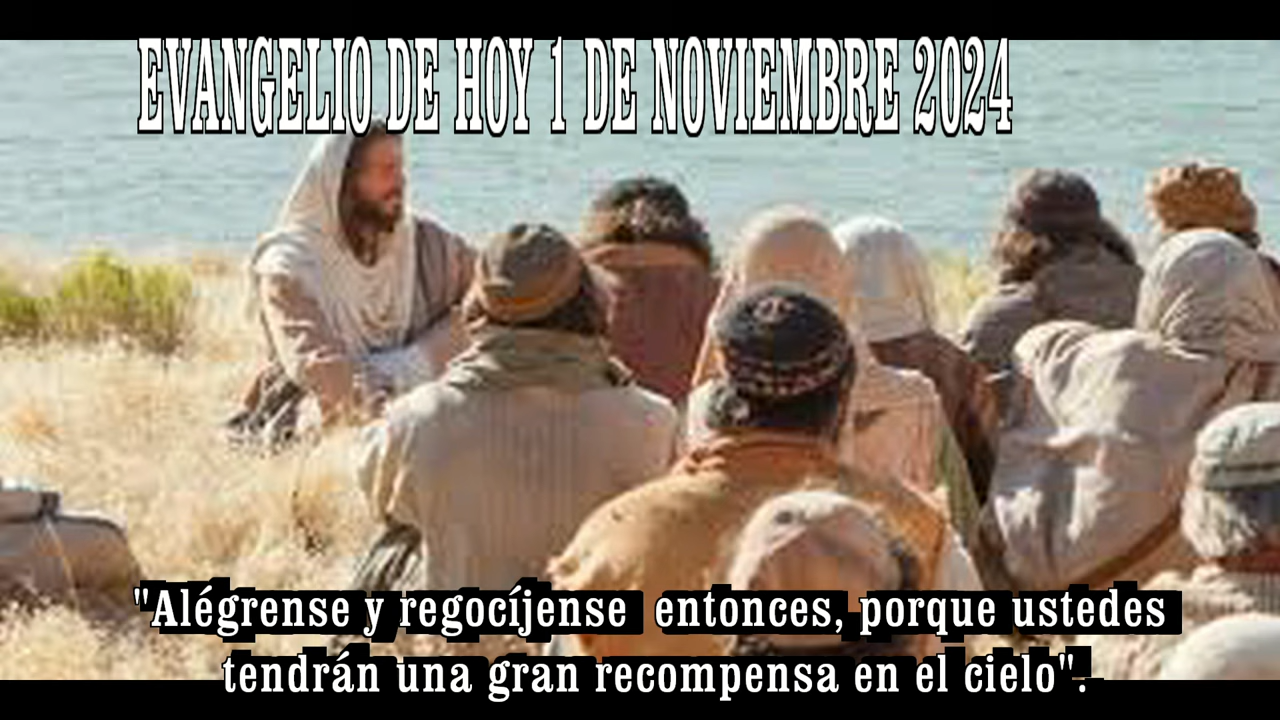 EVANGELIO DE HOY 1 DE NOVIEMBRE 2024
"Alégrense y regocíjense entonces, porque ustedes
tendrán una gran recompensa en el cielo".